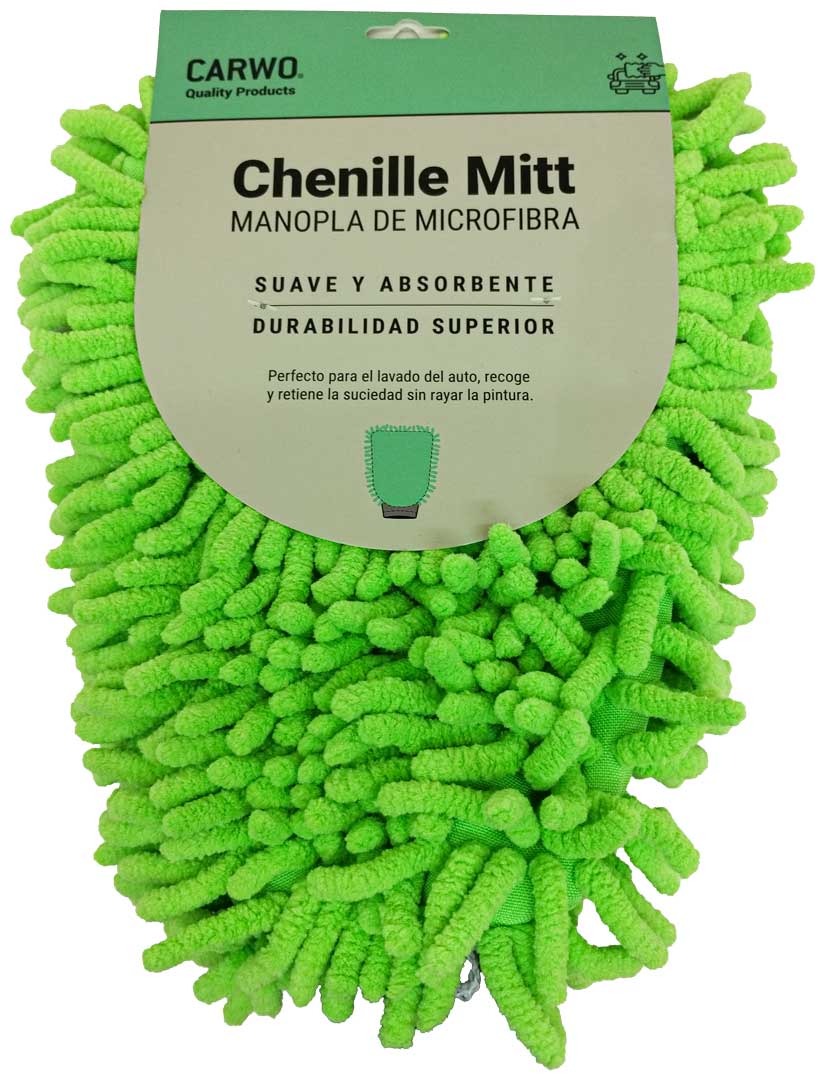 CARWO®
Quality Products
Chenille Mitt
MANOPLA DE MICROFIBRA
SUAVE Y ABSORBENTE
DURABILIDAD SUPERIOR
Perfecto para el lavado del auto, recoge
y retiene la suciedad sin rayar la pintura.